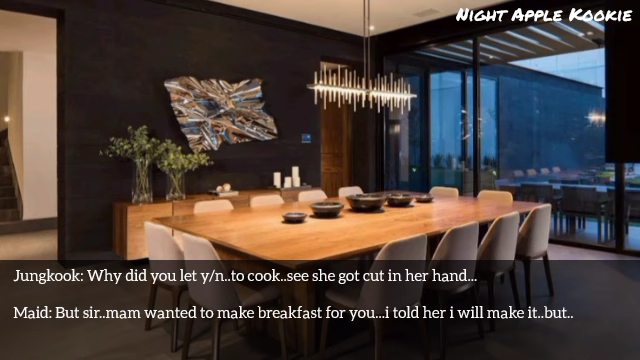 Night Apple Kookie
Jungkook: Why did you let y/n..to cook..see she got cut in her hand...
Maid: But sir..mam wanted to make breakfast for you...i told her i will make it..but..